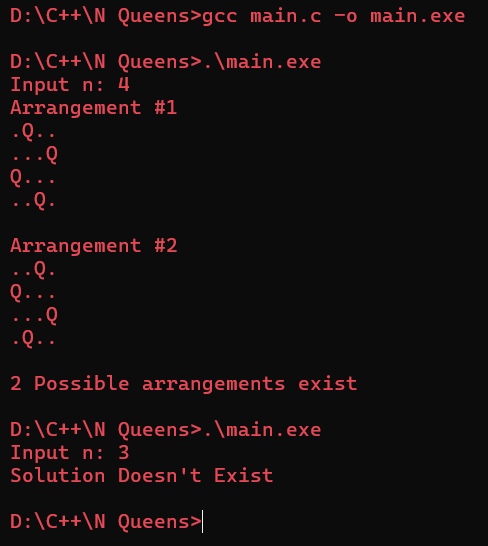 D:\C++\N Queens>gcc main.c -o main.exe
D:\C++\N Queens>.\main.exe
Input n: 4
Arrangement #1
.Q..
...Q
Q...
..Q.
Arrangement #2
..Q.
Q...
...Q
.Q..
2 Possible arrangements exist
D:\C++\N Queens>.\main.exe
Input n: 3
Solution Doesn't Exist
D:\C++\N Queens>